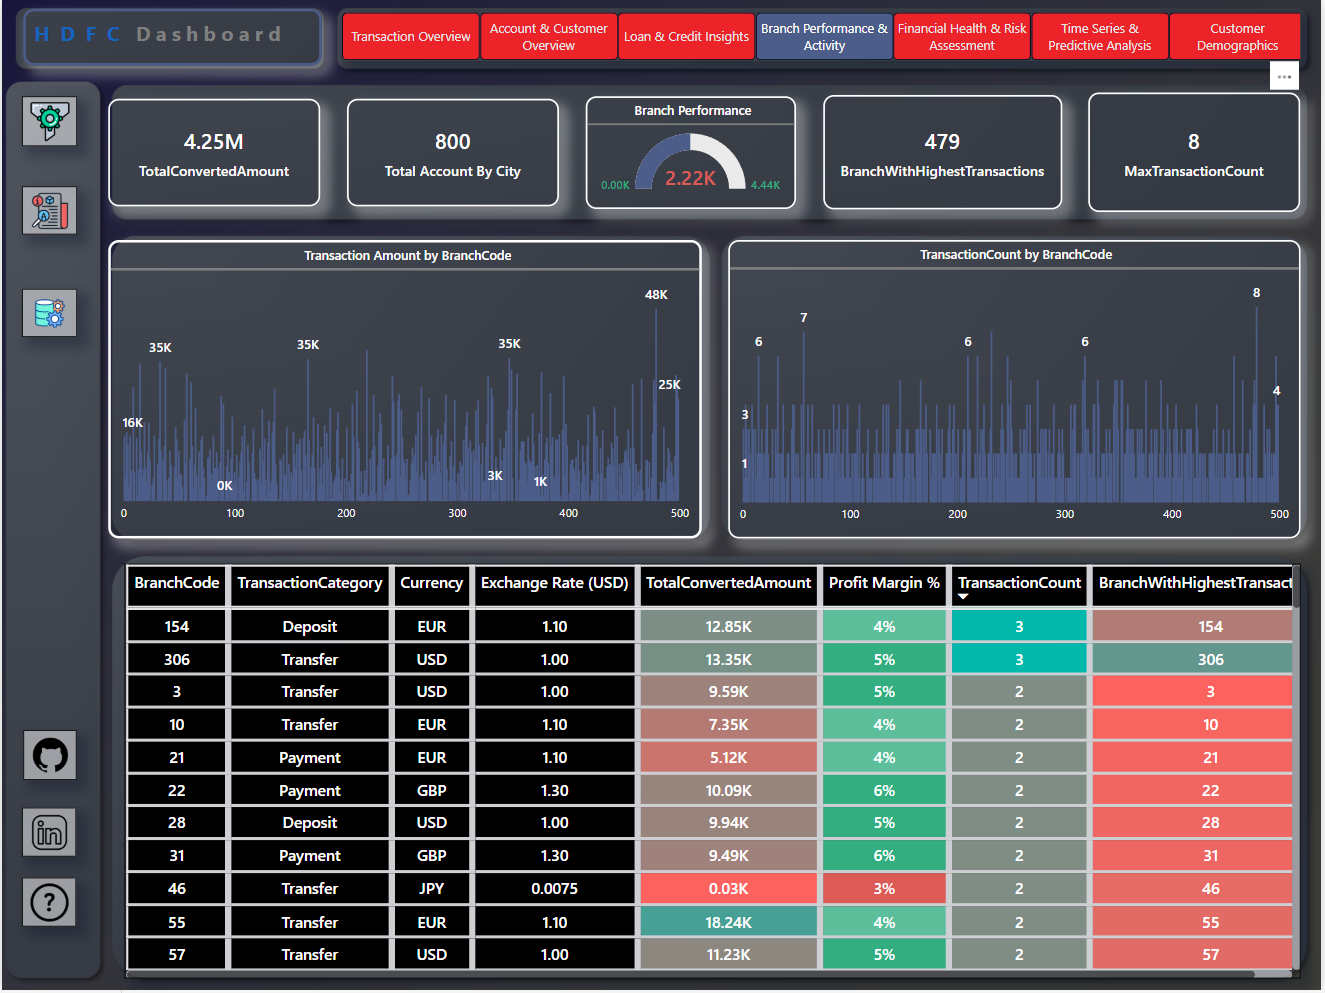 HDFC Dashboard
Transaction Overview
Account & Customer
Overview
Loan & Credit Insights
Branch Performance &
Activity
Financial Health & Risk
Assessment
Time Series &
Predictive Analysis
Customer
Demographics
4.25M
TotalConvertedAmount
800
Total Account By City
Branch Performance
0.00K
2.22K
4.44K
479
BranchWithHighestTransactions
8
MaxTransactionCount
Transaction Amount by BranchCode
48K
35K
35K
35K
25K
16K
0K
3K
1K
0 100 200 300 400 500
TransactionCount by BranchCode
8
7
6
6
6
4
3
1
0 100 200 300 400 500
BranchCode TransactionCategory Currency Exchange Rate (USD) TotalConvertedAmount Profit Margin % TransactionCount BranchWithHighestTransact
154 Deposit EUR 1.10 12.85K 4% 3 154
306 Transfer USD 1.00 13.35K 5% 3 306
3 Transfer USD 1.00 9.59K 5% 2 3
10 Transfer EUR 1.10 7.35K 4% 2 10
21 Payment EUR 1.10 5.12K 4% 2 21
22 Payment GBP 1.30 10.09K 6% 2 22
28 Deposit USD 1.00 9.94K 5% 2 28
31 Payment GBP 1.30 9.49K 6% 2 31
46 Transfer JPY 0.0075 0.03K 3% 2 46
55 Transfer EUR 1.10 18.24K 4% 2 55
57 Transfer USD 1.00 11.23K 5% 2 57